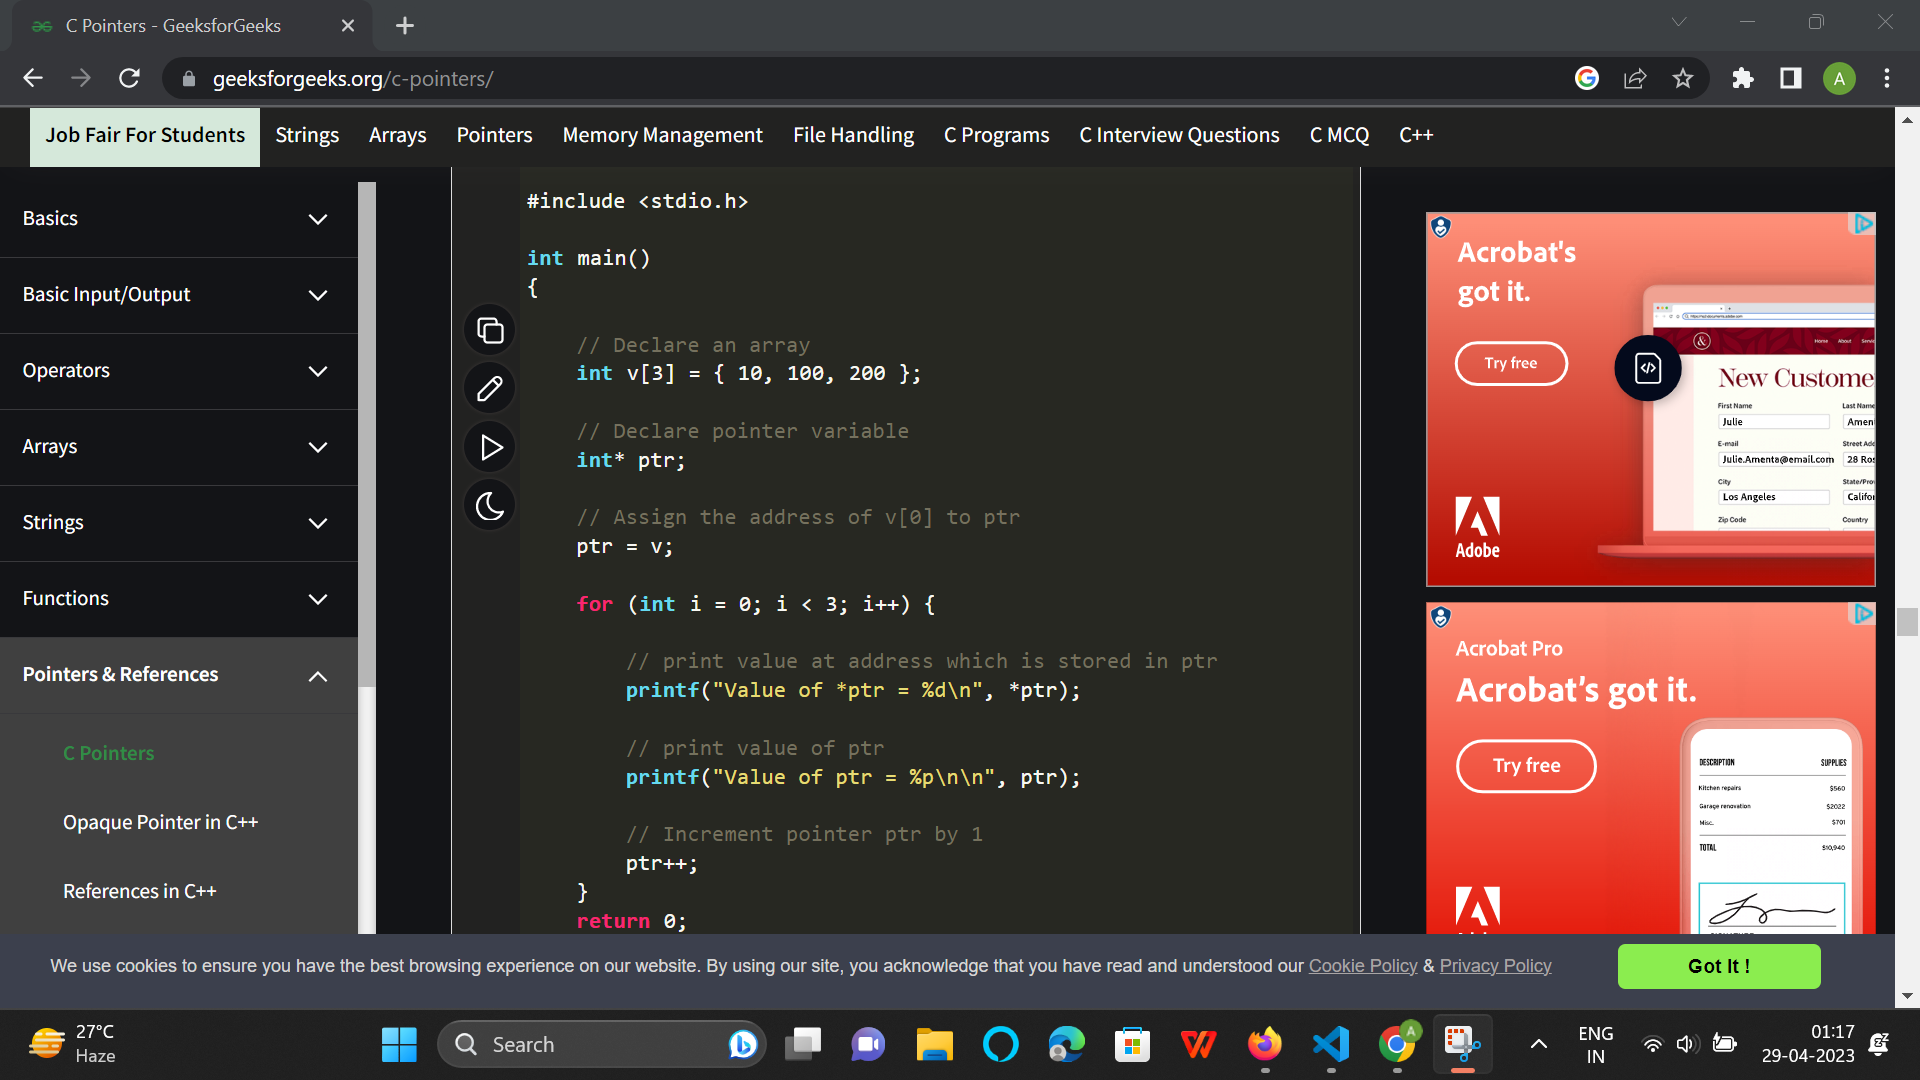 C Pointers - GeeksforGeeks
geeksforgeeks.org/c-pointers/
A
Job Fair For Students Strings Arrays Pointers Memory Management File Handling C Programs C Interview Questions C MCQ C++
Basics
Basic Input/Output
Operators
Arrays
Strings
Functions
Pointers & References
C Pointers
Opaque Pointer in C++
References in C++
#include <stdio.h>
int main()
{
// Declare an array
int v[3] = { 10, 100, 200 };
// Declare pointer variable
int* ptr;
// Assign the address of v[0] to ptr
ptr = v;
for (int i = 0; i < 3; i++) {
// print value at address which is stored in ptr
printf("Value of *ptr = %d\n", *ptr);
// print value of ptr
printf("Value of ptr = %p\n\n", ptr);
// Increment pointer ptr by 1
ptr++;
}
return 0;
Acrobat's
got it.
Try free
Adobe
&
Home About
New Custome
First Name Last Name
Julie Amen
E-mail Street Add
Julie.Amenta@email.com 28 Ros
City State/Pro
Los Angeles Califo
Zip Code Country
Acrobat Pro
Acrobat's got it.
Try free
DESCRIPTION SUPPLIES
Kitchen repairs $560
Garage renovation $2022
Misc. $701
TOTAL $10,940
We use cookies to ensure you have the best browsing experience on our website. By using our site, you acknowledge that you have read and understood our Cookie Policy & Privacy Policy
Got It !
27°C
Haze
Search
A
ENG
IN
01:17
29-04-2023